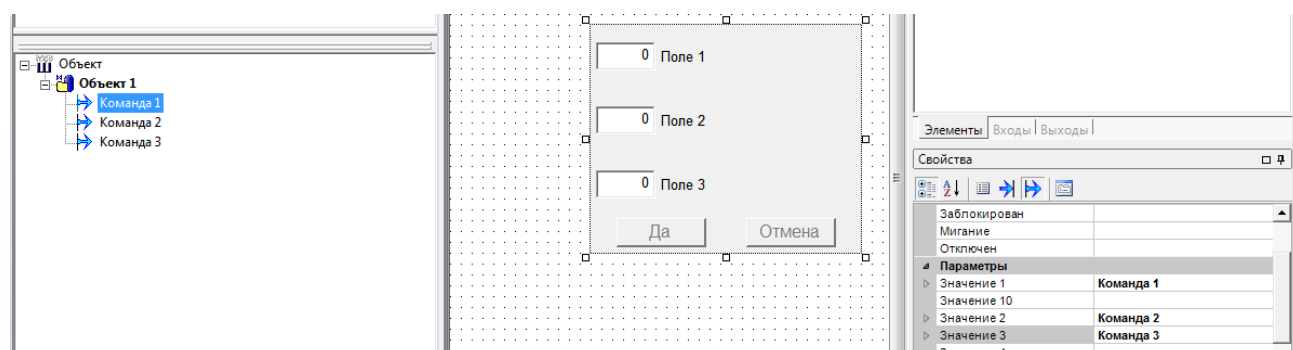 Объект
Объект 1
Команда 1
Команда 2
Команда 3
0 Поле 1
0 Поле 2
0 Поле 3
Да Отмена
Элементы Входы Выходы
Свойства
Заблокирован
Мигание
Отключен
Параметры
Значение 1 Команда 1
Значение 10
Значение 2 Команда 2
Значение 3 Команда 3